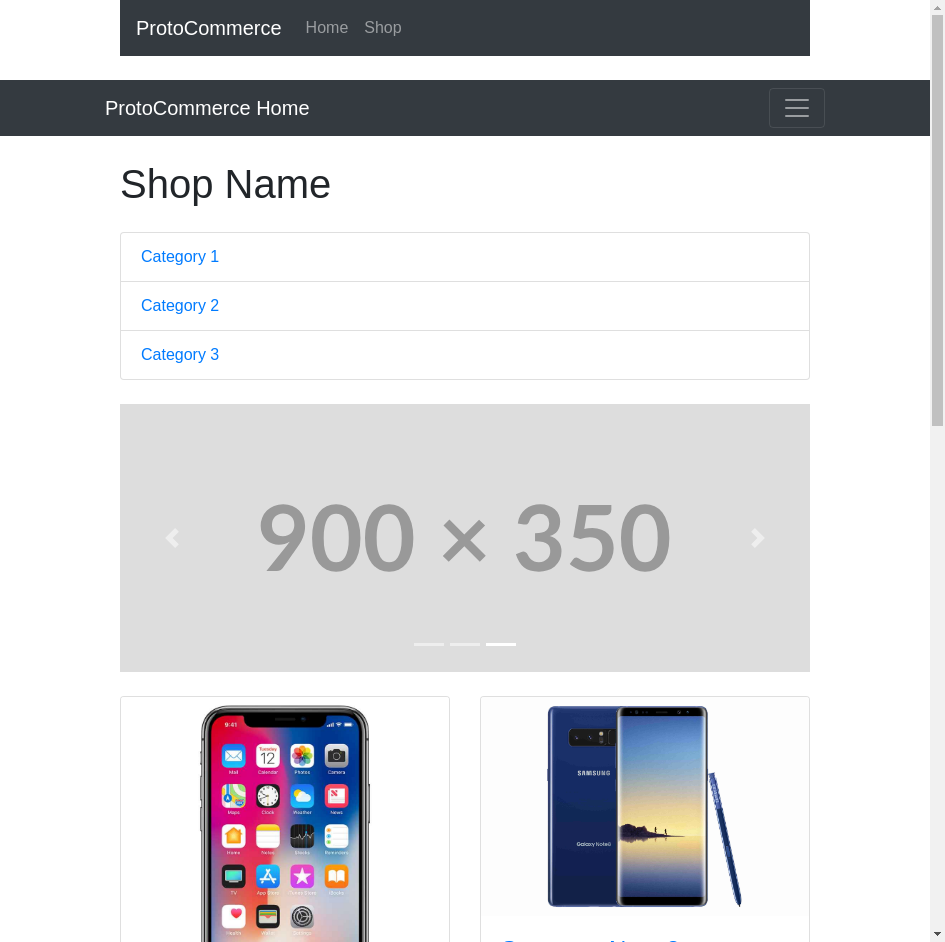 ProtoCommerce Home Shop
ProtoCommerce Home
Shop Name
Category 1
Category 2
Category 3
900 × 350
9:41
Tuesday
12
Mail Calendar Photos Camera
Maps Clock Weather News
Home Notes Stocks Reminders
TV App Store iTunes Store iBooks
Health Wallet Settings
SAMSUNG
Galaxy Note8